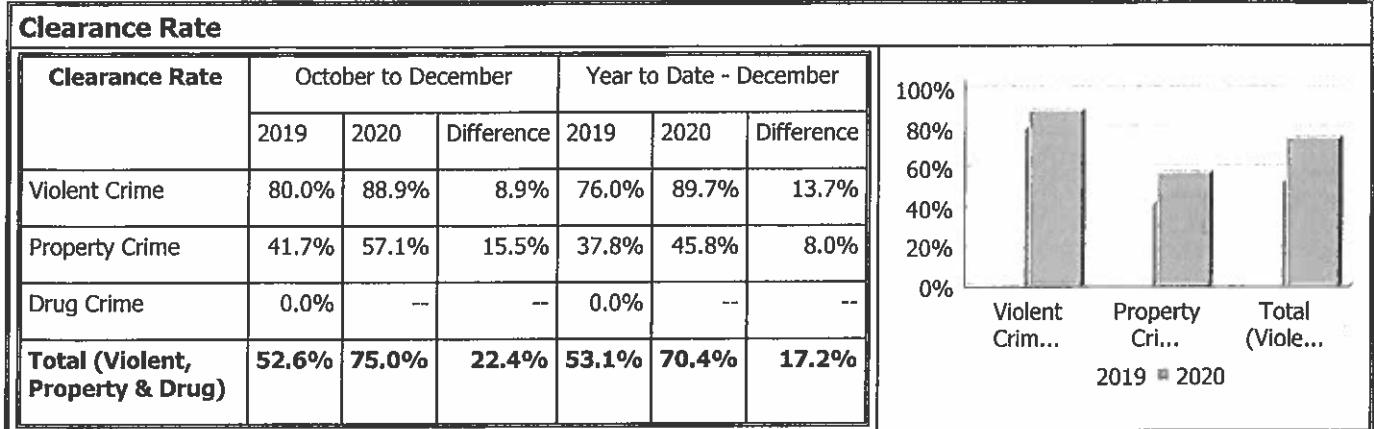 Clearance Rate
Clearance Rate October to December Year to Date - December
2019 2020 Difference 2019 2020 Difference
Violent Crime 80.0% 88.9% 8.9% 76.0% 89.7% 13.7%
Property Crime 41.7% 57.1% 15.5% 37.8% 45.8% 8.0%
Drug Crime 0.0% -- -- 0.0% -- --
Total (Violent, 52.6% 75.0% 22.4% 53.1% 70.4% 17.2%
Property & Drug)
100%
80%
60%
40%
20%
0%
Violent Property Total
Crim... Cri... (Viole...
2019 2020